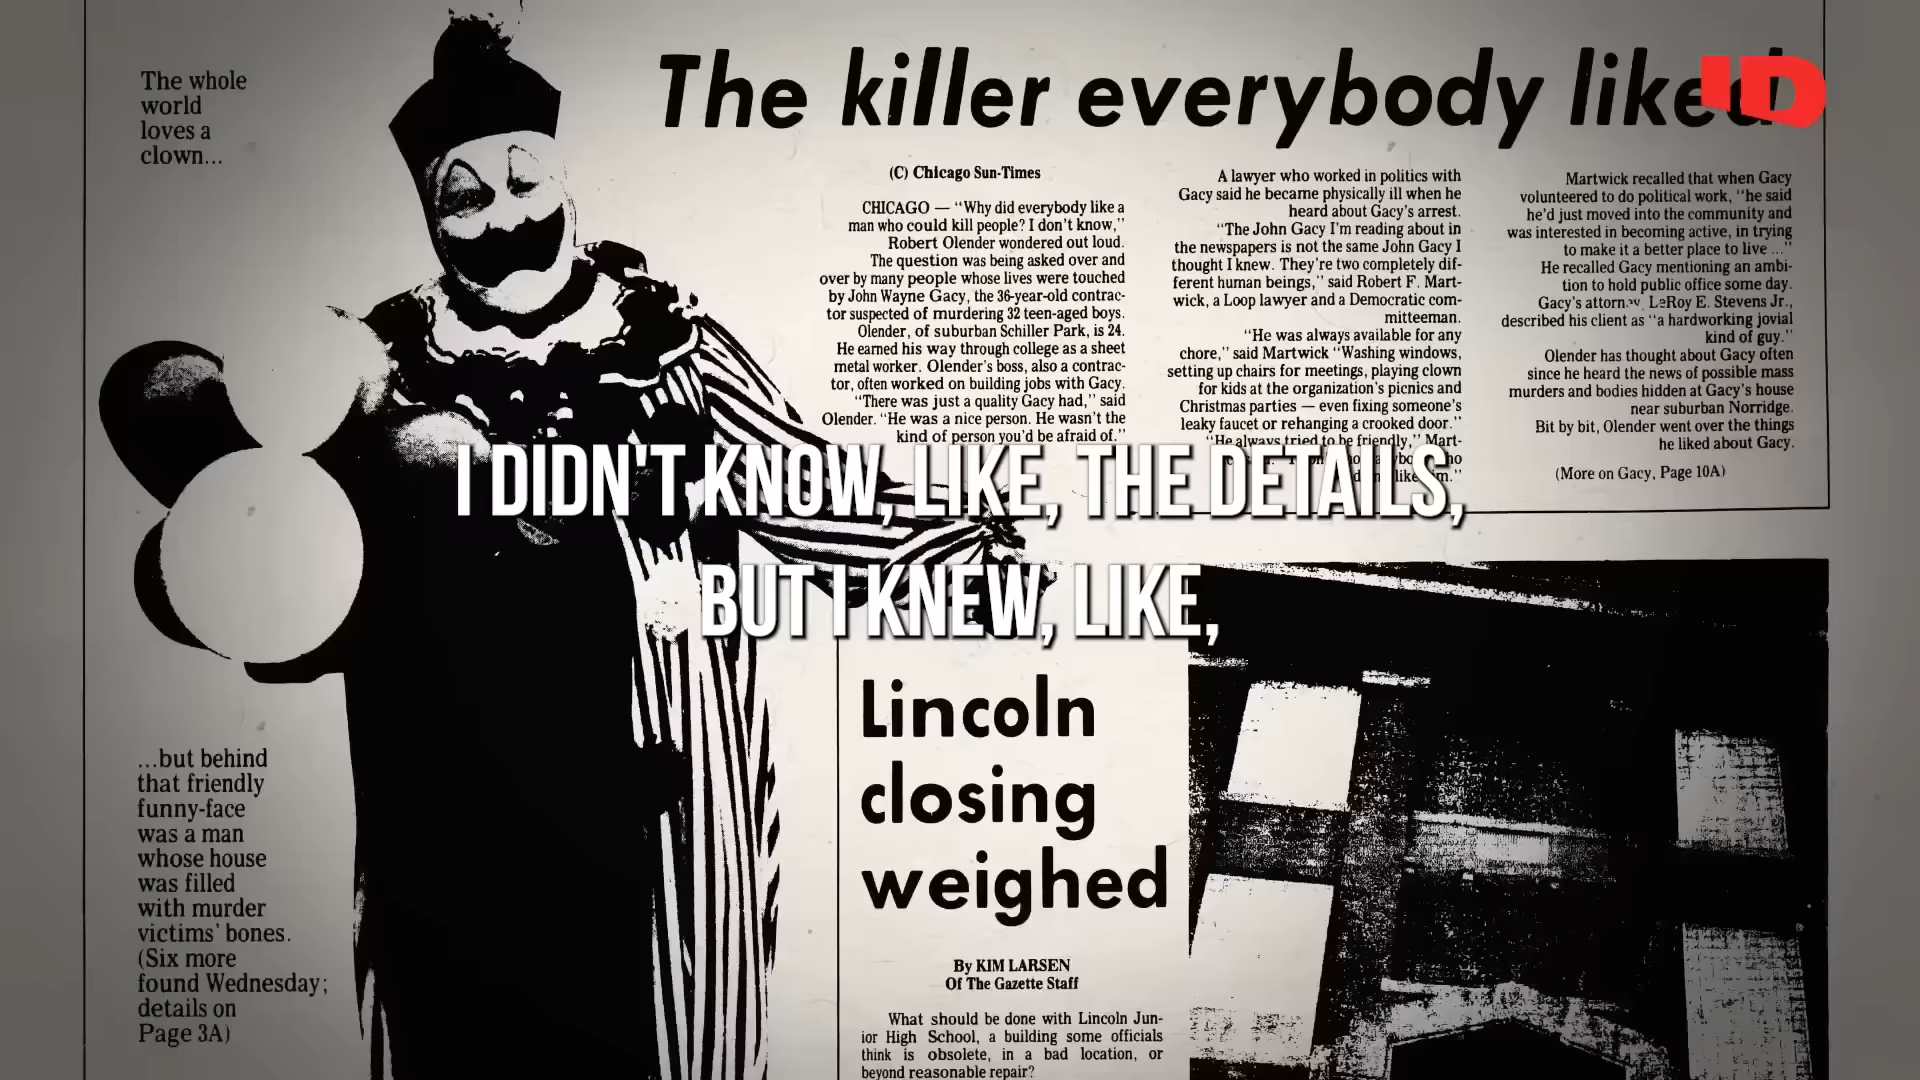 The whole
world
loves a
clown...
The killer everybody liked
ID
(C) Chicago Sun-Times
CHICAGO — "Why did everybody like a
man who could kill people? I don't know,"
Robert Olender wondered out loud.
The question was being asked over and
over by many people whose lives were touched
by John Wayne Gacy, the 36-year-old contrac-
tor suspected of murdering 32 teen-aged boys.
Olender, of suburban Schiller Park, is 24.
He earned his way through college as a sheet
metal worker. Olender's boss, also a contrac-
tor, often worked on building jobs with Gacy.
"There was just a quality Gacy had," said
Olender. "He was a nice person. He wasn't the
kind of person you'd be afraid of."
A lawyer who worked in politics with
Gacy said he became physically ill when he
heard about Gacy's arrest.
"The John Gacy I'm reading about in
the newspapers is not the same John Gacy I
thought I knew. They're two completely dif-
ferent human beings," said Robert F. Mart-
wick, a Loop lawyer and a Democratic com-
mitteeman.
"He was always available for any
chore," said Martwick "Washing windows,
setting up chairs for meetings, playing clown
for kids at the organization's picnics and
Christmas parties — even fixing someone's
leaky faucet or rehanging a crooked door."
"He always tried to be friendly," Mart-
Martwick recalled that when Gacy
volunteered to do political work, "he said
he'd just moved into the community and
was interested in becoming active, in trying
to make it a better place to live ..."
He recalled Gacy mentioning an ambi-
tion to hold public office some day.
Gacy's attorney, LeRoy E. Stevens Jr.,
described his client as "a hardworking jovial
kind of guy."
Olender has thought about Gacy often
since he heard the news of possible mass
murders and bodies hidden at Gacy's house
near suburban Norridge.
Bit by bit, Olender went over the things
he liked about Gacy.
(More on Gacy, Page 10A)
I DIDN'T KNOW, LIKE, THE DETAILS,
BUT I KNEW, LIKE,
...but behind
that friendly
funny-face
was a man
whose house
was filled
with murder
victims' bones.
(Six more
found Wednesday;
details on
Page 3A)
Lincoln
closing
weighed
By KIM LARSEN
Of The Gazette Staff
What should be done with Lincoln Jun-
ior High School, a building some officials
think is obsolete, in a bad location, or
beyond reasonable repair?